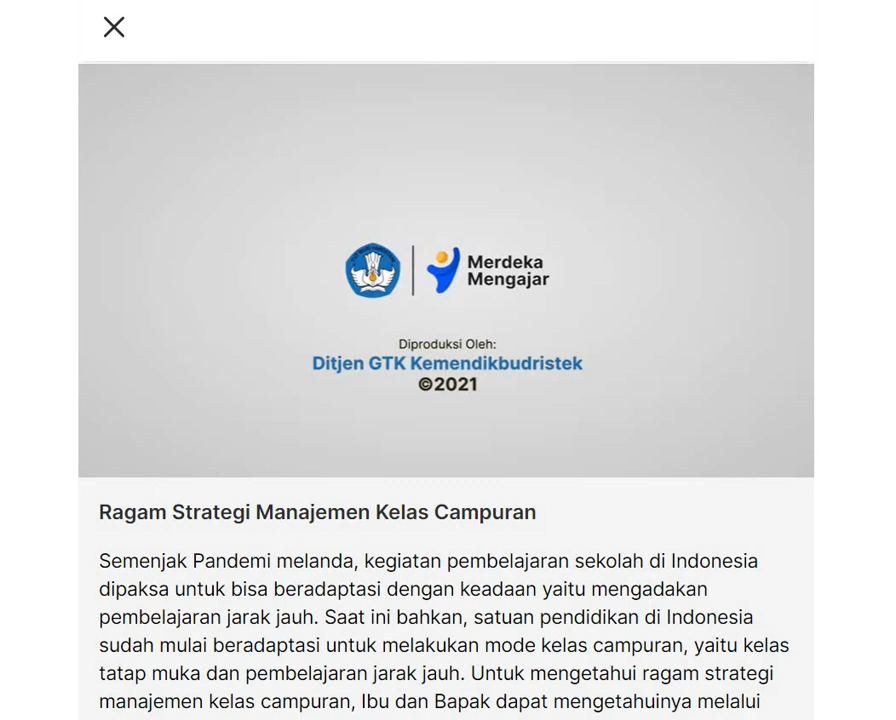 Merdeka
Mengajar
Diproduksi Oleh:
Ditjen GTK Kemendikbudristek
©2021
Ragam Strategi Manajemen Kelas Campuran
Semenjak Pandemi melanda, kegiatan pembelajaran sekolah di Indonesia
dipaksa untuk bisa beradaptasi dengan keadaan yaitu mengadakan
pembelajaran jarak jauh. Saat ini bahkan, satuan pendidikan di Indonesia
sudah mulai beradaptasi untuk melakukan mode kelas campuran, yaitu kelas
tatap muka dan pembelajaran jarak jauh. Untuk mengetahui ragam strategi
manajemen kelas campuran, Ibu dan Bapak dapat mengetahuinya melalui